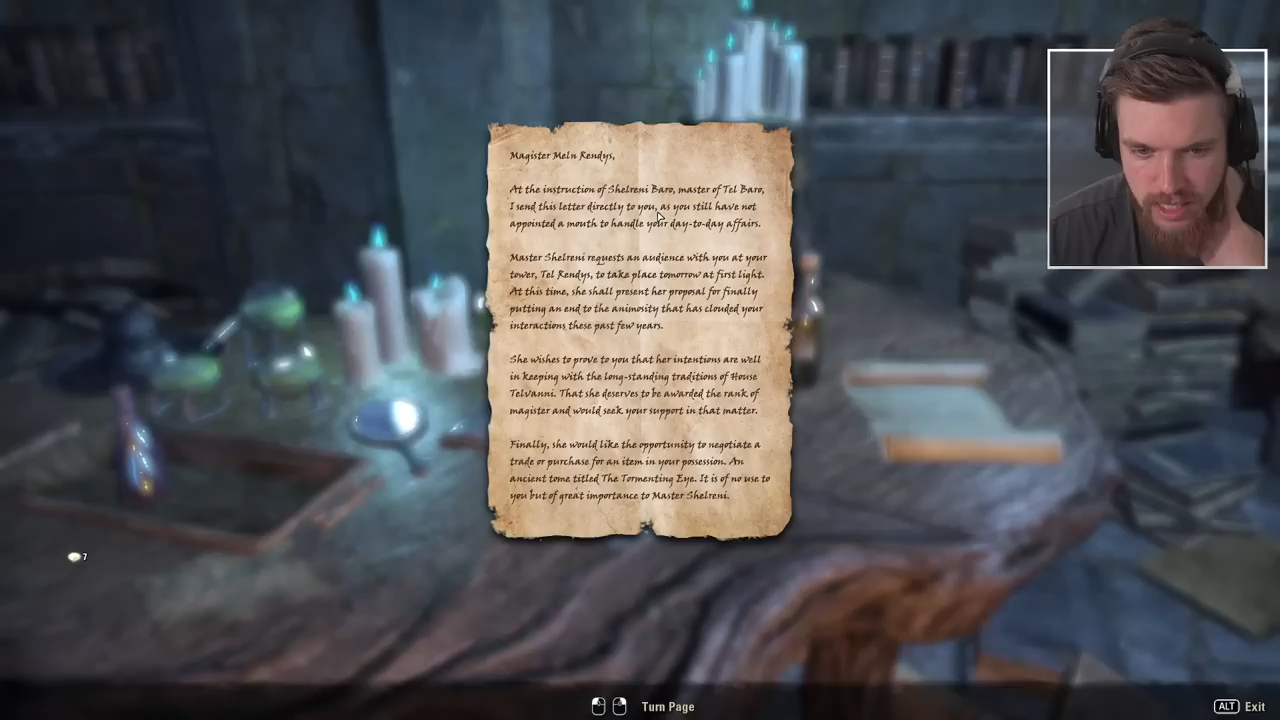 Magister Meln Rendys,
At the instruction of Shelreni Baro, master of Tel Baro,
I send this letter directly to you, as you still have not
appointed a mouth to handle your day-to-day affairs.
Master Shelreni requests an audience with you at your
tower, Tel Rendys, to take place tomorrow at first light.
At this time, she shall present her proposal for finally
putting an end to the animosity that has clouded your
interactions these past few years.
She wishes to prove to you that her intentions are well
in keeping with the long-standing traditions of House
Telvanni. That she deserves to be awarded the rank of
magister and would seek your support in that matter.
Finally, she would like the opportunity to negotiate a
trade or purchase for an item in your possession. An
ancient tome titled The Tormenting Eye. It is of no use to
you but of great importance to Master Shelreni.
7
Turn Page
ALT Exit